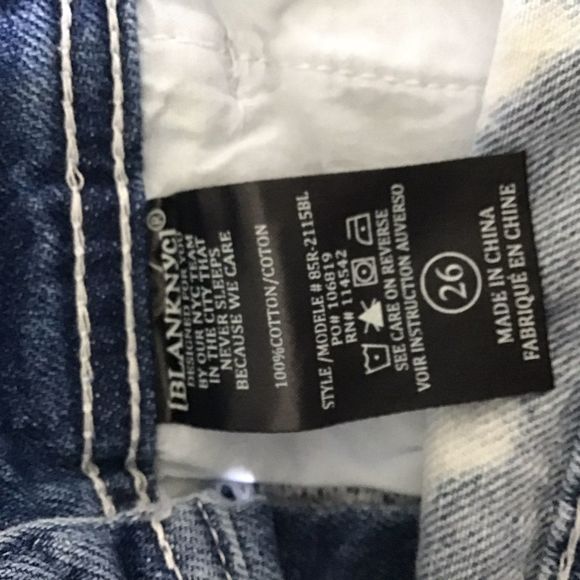 [BLANKNYC]®
DESIGNED FOR YOU
BY OUR NYC TEAM
IN THE CITY THAT
NEVER SLEEPS
BECAUSE WE CARE
100%COTTON/COTON
STYLE /MODELE # 85R-2115BL
PO# 106819
RN# 114542
SEE CARE ON REVERSE
VOIR INSTRUCTION AUVERSO
26
MADE IN CHINA
FABRIQUÉ EN CHINE